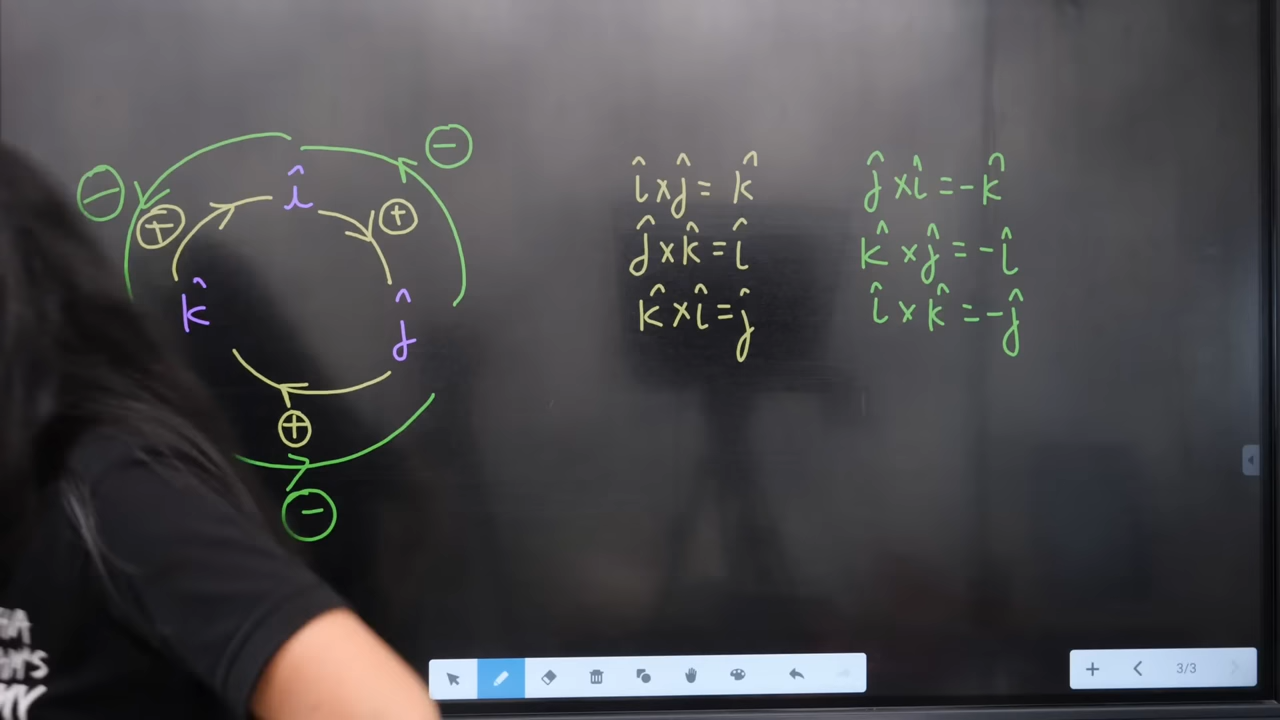 ⊖
⊖
⊕ î ⊕
k̂ ĵ
⊕
⊖
î × ĵ = k̂
ĵ × k̂ = î
k̂ × î = ĵ
ĵ × î = -k̂
k̂ × ĵ = -î
î × k̂ = -ĵ
3/3